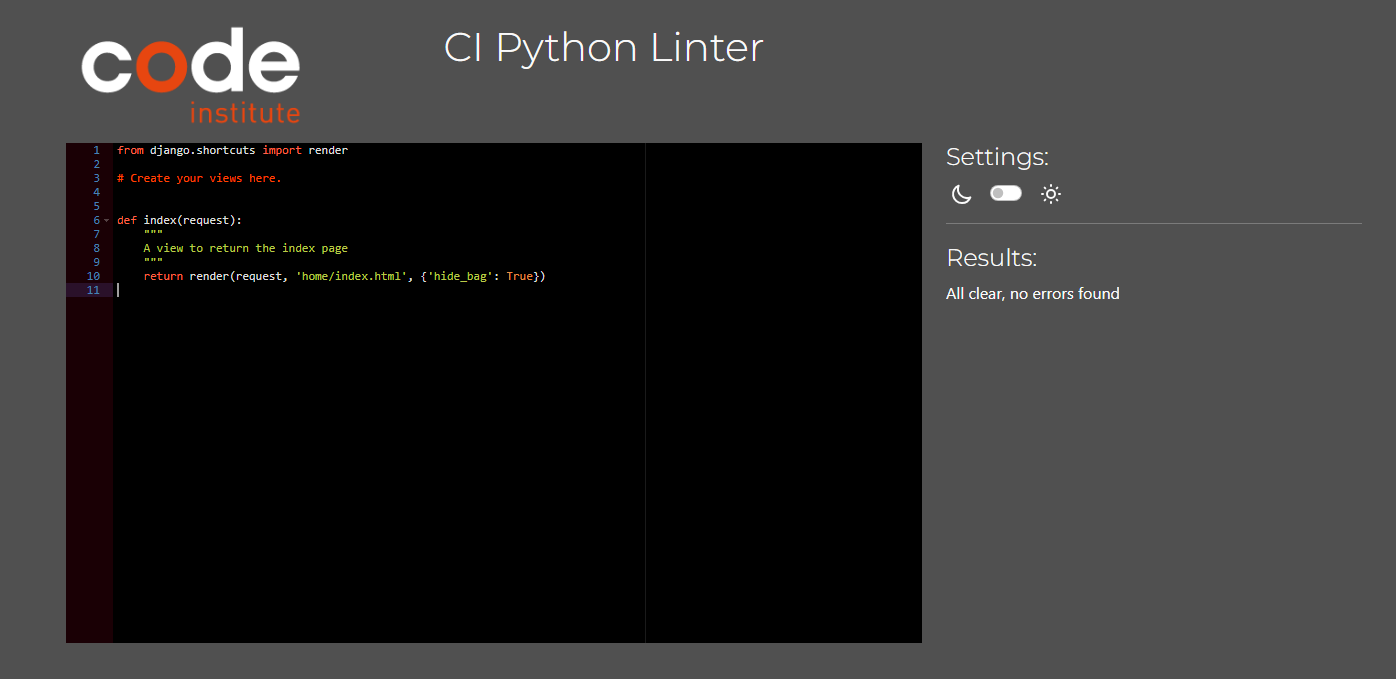 code
institute
CI Python Linter
1 from django.shortcuts import render
2
3 # Create your views here.
4
5
6 def index(request):
7     """
8     A view to return the index page
9     """
10     return render(request, 'home/index.html', {'hide_bag': True})
11
Settings:
Results:
All clear, no errors found